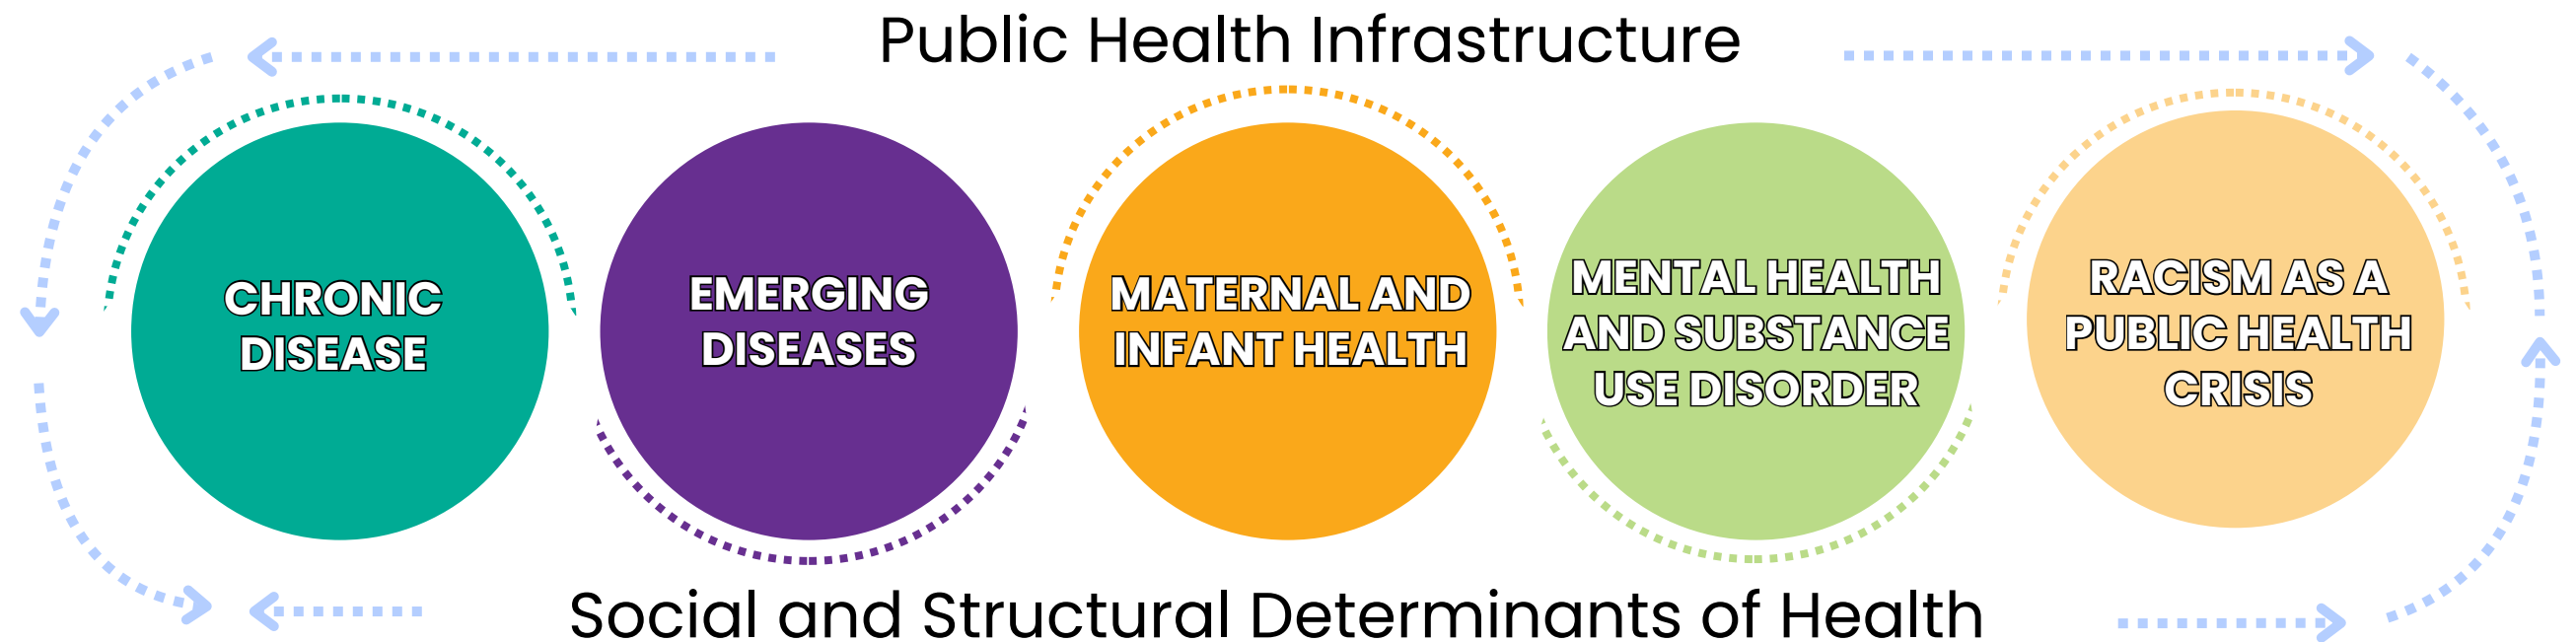 Public Health Infrastructure
CHRONIC
DISEASE
EMERGING
DISEASES
MATERNAL AND
INFANT HEALTH
MENTAL HEALTH
AND SUBSTANCE
USE DISORDER
RACISM AS A
PUBLIC HEALTH
CRISIS
Social and Structural Determinants of Health